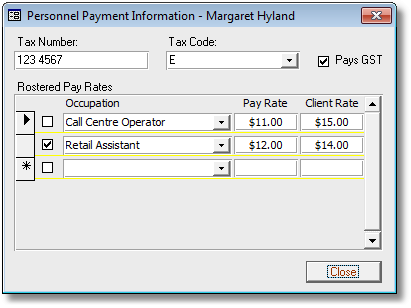 Personnel Payment Information - Margaret Hyland
Tax Number: Tax Code:
123 4567 E Pays GST
Rostered Pay Rates
Occupation Pay Rate Client Rate
Call Centre Operator $11.00 $15.00
Retail Assistant $12.00 $14.00
Close